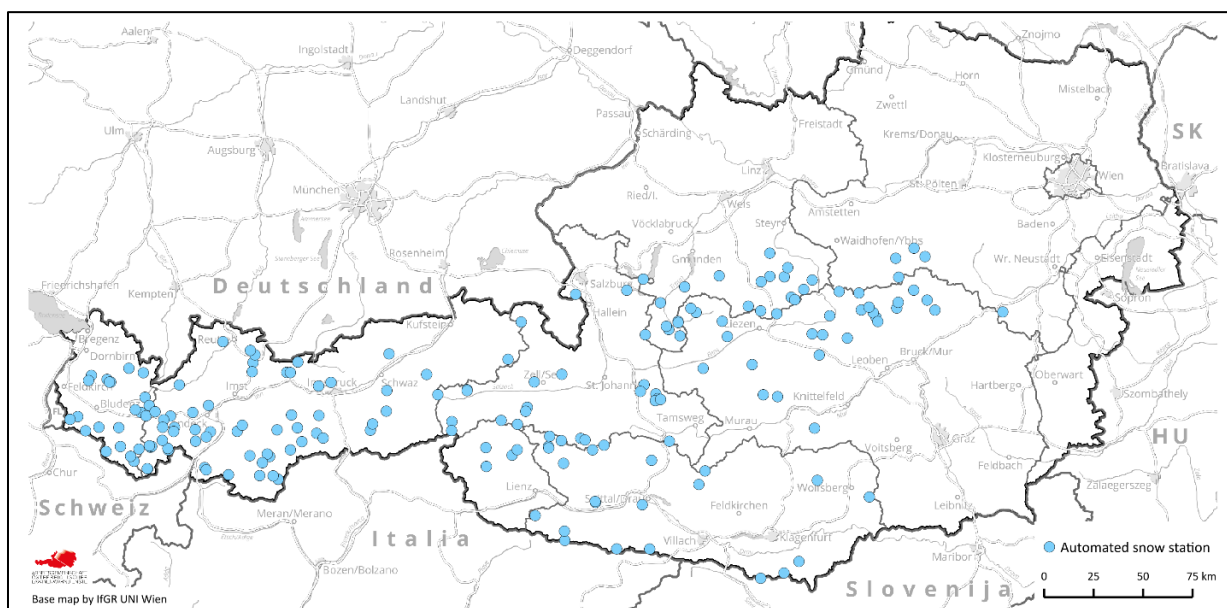 Aalen
Ingolstadt
Deggendorf
Znojmo
Gmünd
Horn
Landshut
Passau
Zwettl
Mistelbach
Ulm
Schärding
Freistadt
Krems/Donau
SK
Augsburg
Klosterneuburg
Bratislava
München
Linz
St. Pölten
Wien
Ried/I.
Wels
Amstetten
Vöcklabruck
Steyr
Baden
Rosenheim
Waidhofen/Ybbs
Gmunden
Wr. Neustadt
Eisenstadt
Friedrichshafen
Kempten
Deutschland
Salzburg
Sopron
Hallein
Kufstein
Bregenz
Dornbirn
Reutte
Liezen
Leoben
Bruck/Mur
Feldkirch
Imst
Innsbruck
Schwaz
Zell/See
St. Johann
Hartberg
Oberwart
Bludenz
Knittelfeld
Szombathely
Landeck
Tamsweg
Murau
Voitsberg
Graz
HU
Chur
Feldbach
Zalaegerszeg
Schweiz
Lienz
Spittal/Drau
Wolfsberg
Leibnitz
Meran/Merano
Feldkirchen
Italia
Villach
Klagenfurt
Maribor
Bozen/Bolzano
Slovenija
Automated snow station
0 25 50 75 km
Base map by IfGR UNI Wien